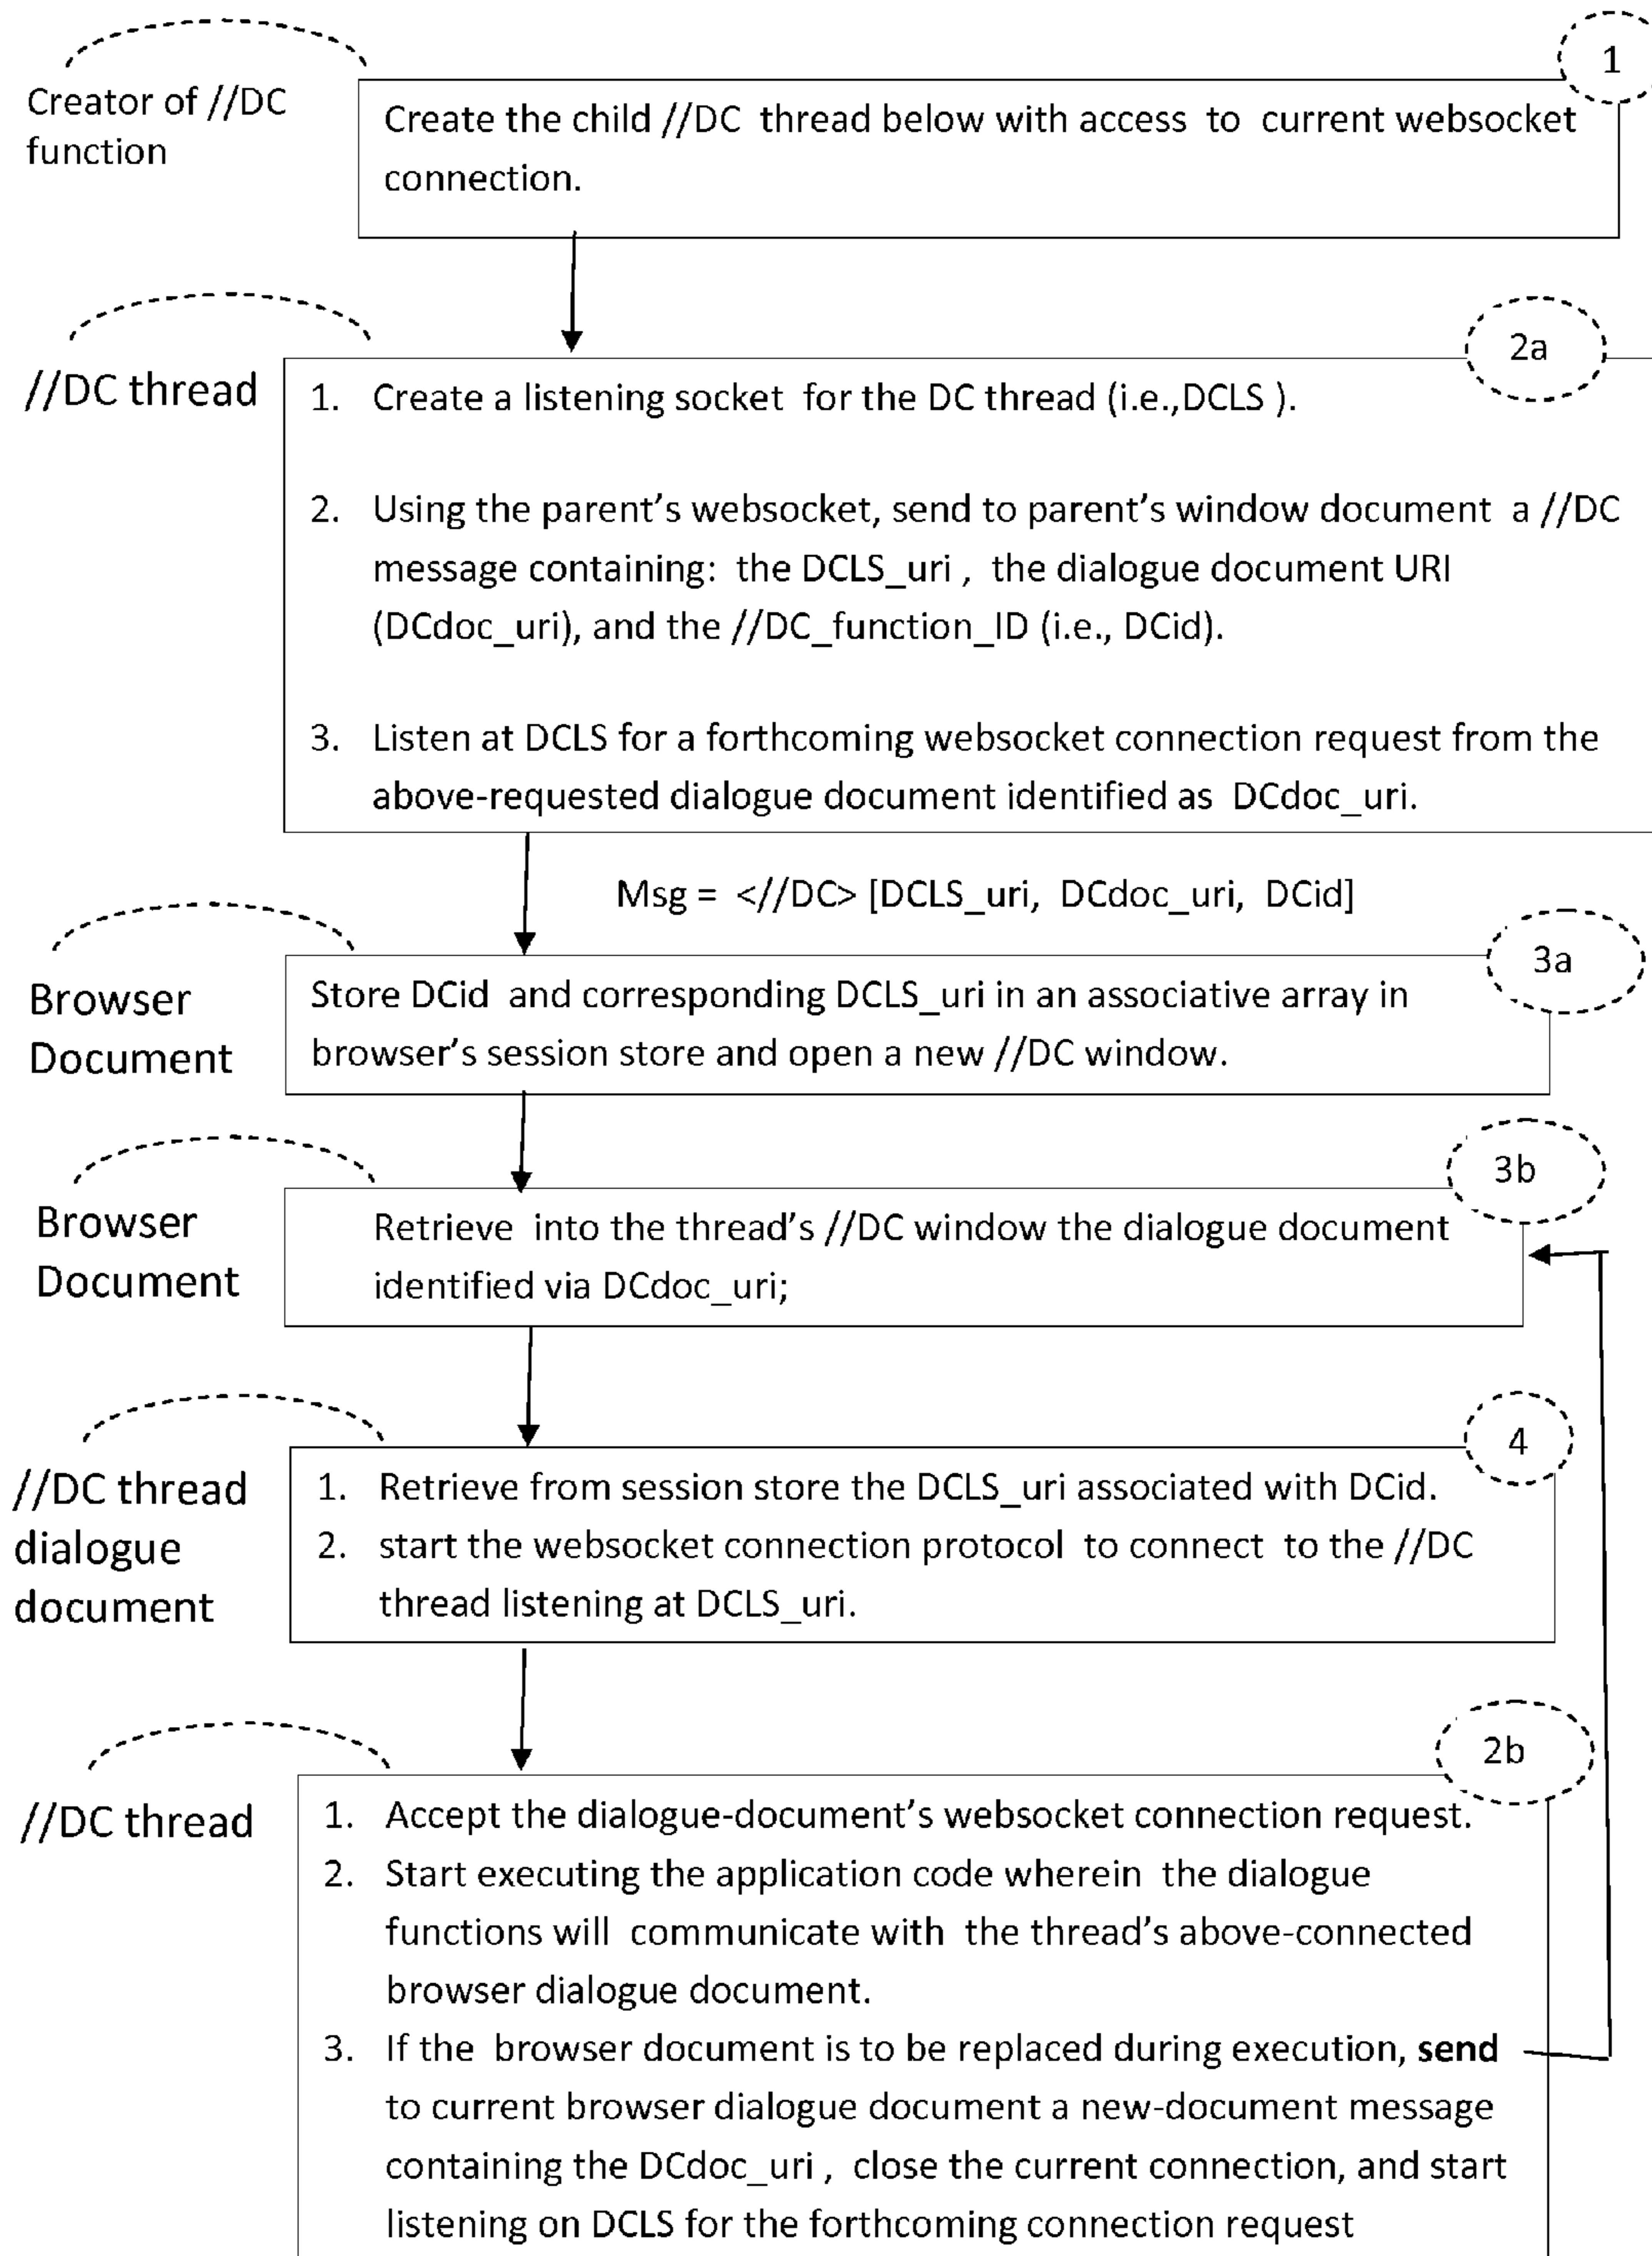 1
Creator of //DC
function
Create the child //DC thread below with access to current websocket
connection.
2a
//DC thread
1. Create a listening socket for the DC thread (i.e.,DCLS ).
2. Using the parent's websocket, send to parent's window document a //DC
message containing: the DCLS_uri , the dialogue document URI
(DCdoc_uri), and the //DC_function_ID (i.e., DCid).
3. Listen at DCLS for a forthcoming websocket connection request from the
above-requested dialogue document identified as DCdoc_uri.
Msg = <//DC> [DCLS_uri, DCdoc_uri, DCid]
3a
Browser
Document
Store DCid and corresponding DCLS_uri in an associative array in
browser's session store and open a new //DC window.
3b
Browser
Document
Retrieve into the thread's //DC window the dialogue document
identified via DCdoc_uri;
4
//DC thread
dialogue
document
1. Retrieve from session store the DCLS_uri associated with DCid.
2. start the websocket connection protocol to connect to the //DC
thread listening at DCLS_uri.
2b
//DC thread
1. Accept the dialogue-document's websocket connection request.
2. Start executing the application code wherein the dialogue
functions will communicate with the thread's above-connected
browser dialogue document.
3. If the browser document is to be replaced during execution, send
to current browser dialogue document a new-document message
containing the DCdoc_uri , close the current connection, and start
listening on DCLS for the forthcoming connection request